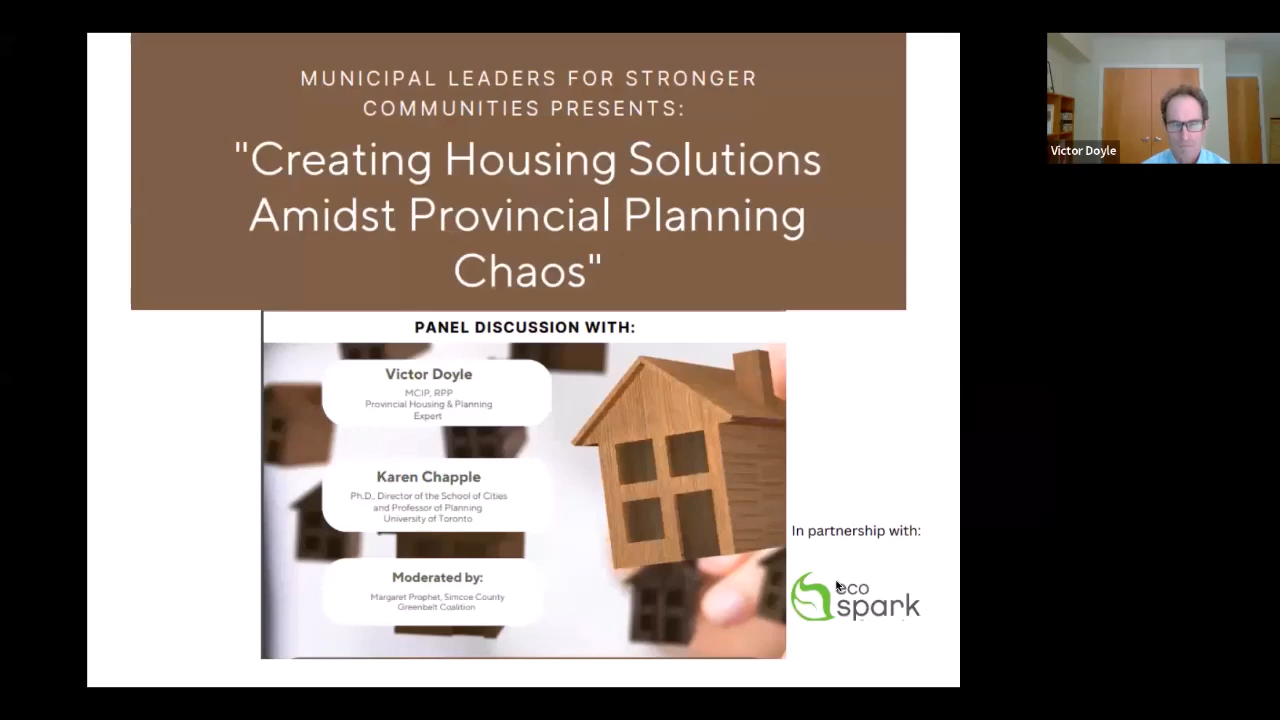 MUNICIPAL LEADERS FOR STRONGER
COMMUNITIES PRESENTS:
"Creating Housing Solutions
Amidst Provincial Planning
Chaos"
PANEL DISCUSSION WITH:
Victor Doyle
MCIP, RPP
Provincial Housing & Planning
Expert
Karen Chapple
Ph.D., Director of the School of Cities
and Professor of Planning
University of Toronto
Moderated by:
Margaret Prophet, Simcoe County
Greenbelt Coalition
In partnership with:
eco
spark
Victor Doyle